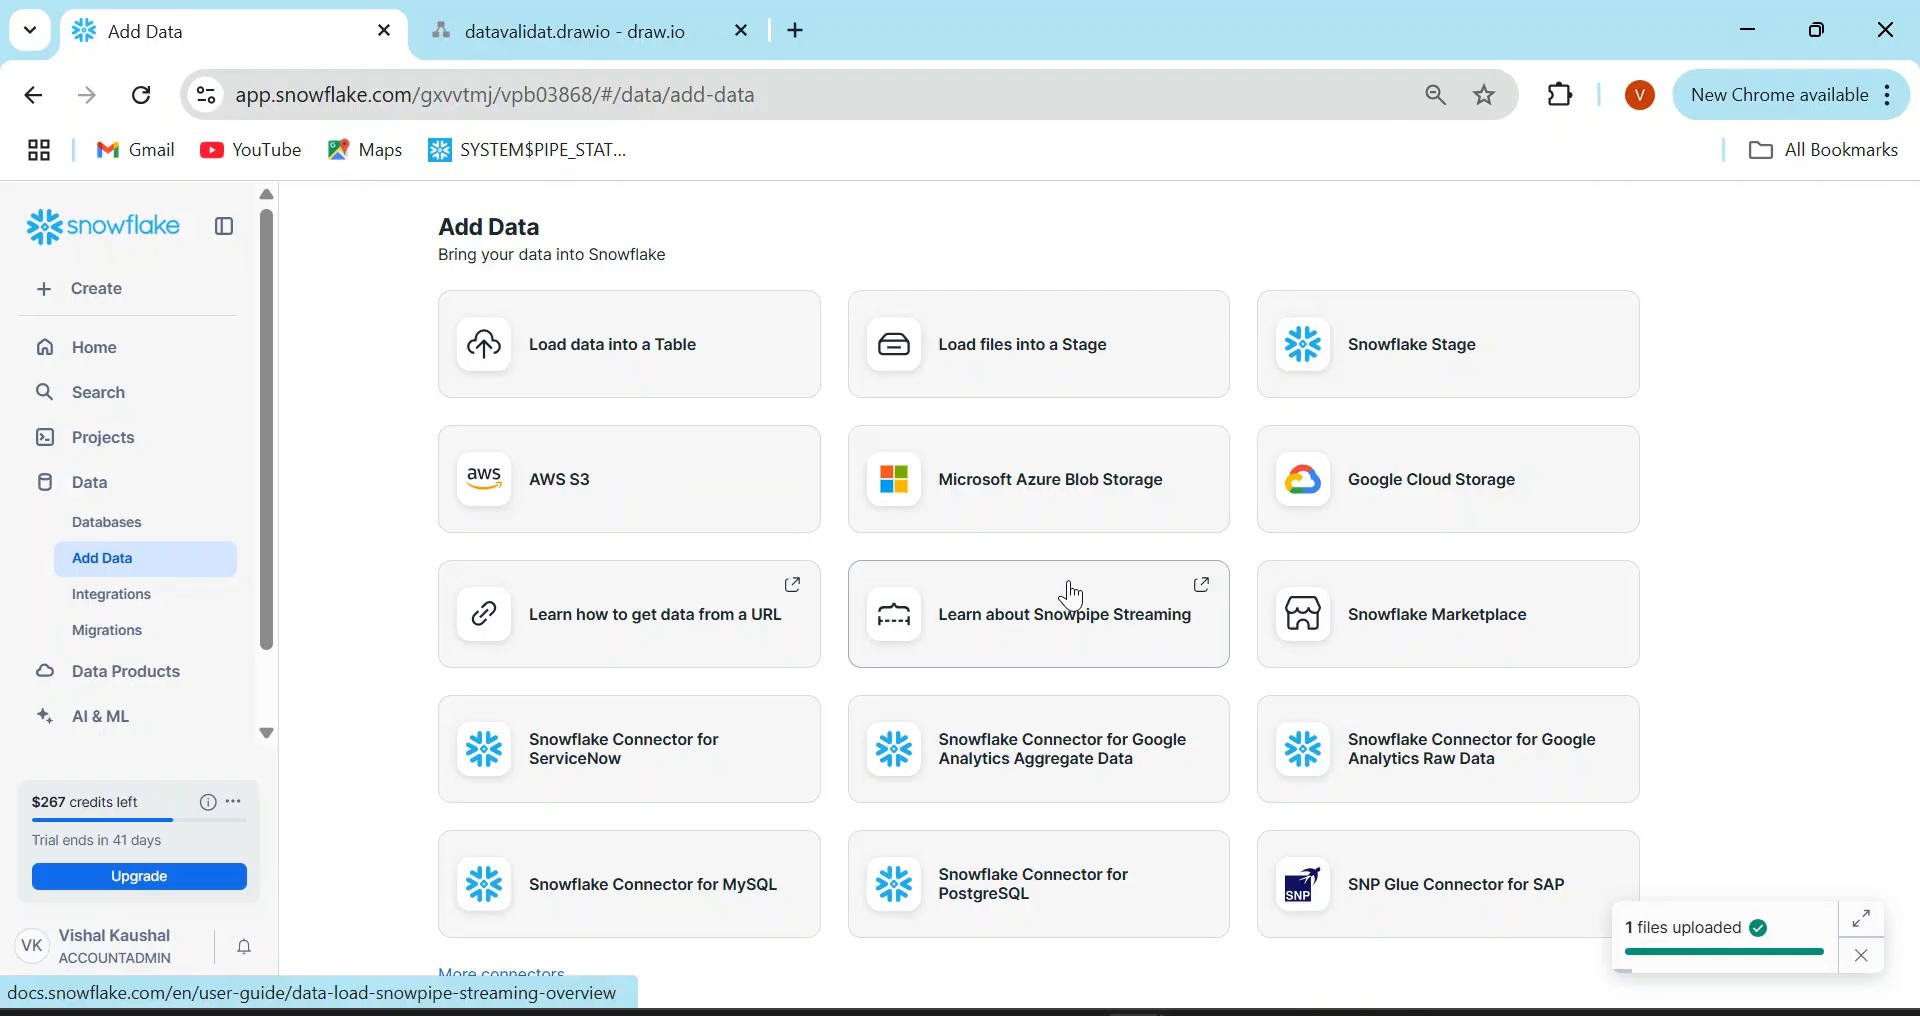 Add Data
datavalidat.drawio - draw.io
app.snowflake.com/gxvvtmj/vpb03868/#/data/add-data
V
New Chrome available
Gmail
YouTube
Maps
SYSTEM$PIPE_STAT...
All Bookmarks
snowflake
Create
Home
Search
Projects
Data
Databases
Add Data
Integrations
Migrations
Data Products
AI & ML
$267 credits left
Trial ends in 41 days
Upgrade
VK
Vishal Kaushal
ACCOUNTADMIN
Add Data
Bring your data into Snowflake
Load data into a Table
Load files into a Stage
Snowflake Stage
aws
AWS S3
Microsoft Azure Blob Storage
Google Cloud Storage
Learn how to get data from a URL
Learn about Snowpipe Streaming
Snowflake Marketplace
Snowflake Connector for
ServiceNow
Snowflake Connector for Google
Analytics Aggregate Data
Snowflake Connector for Google
Analytics Raw Data
Snowflake Connector for MySQL
Snowflake Connector for
PostgreSQL
SNP
SNP Glue Connector for SAP
More connectors
1 files uploaded
docs.snowflake.com/en/user-guide/data-load-snowpipe-streaming-overview